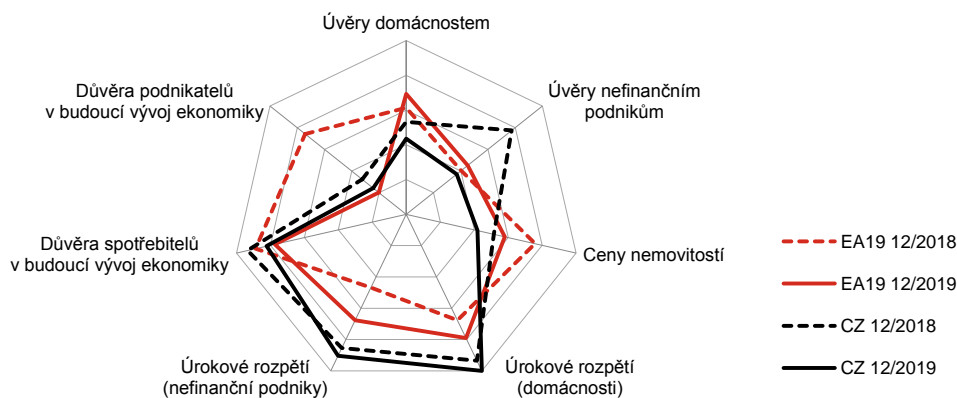 Úvěry domácnostem
Důvěra podnikatelů
v budoucí vývoj ekonomiky
Úvěry nefinančním
podnikům
Důvěra spotřebitelů
v budoucí vývoj ekonomiky
Ceny nemovitostí
Úrokové rozpětí
(nefinanční podniky)
Úrokové rozpětí
(domácnosti)
EA19 12/2018
EA19 12/2019
CZ 12/2018
CZ 12/2019